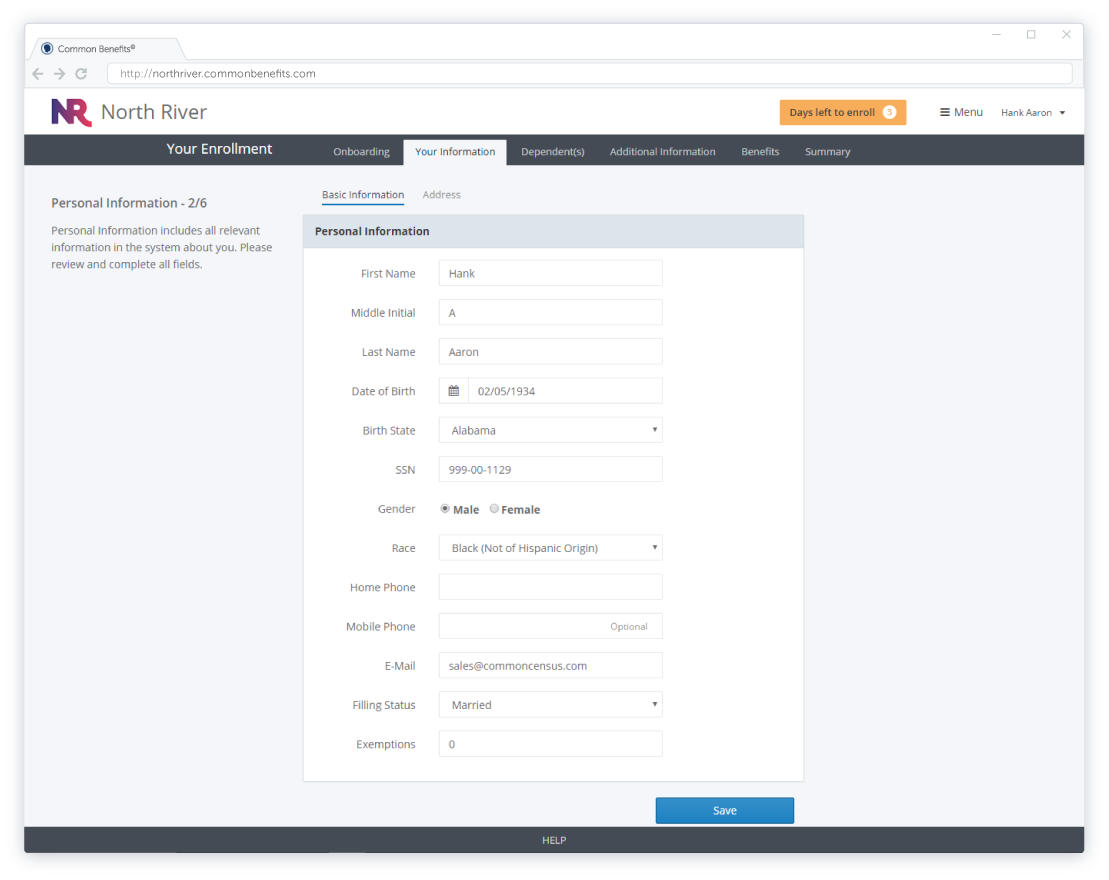 Common Benefits®
http://northriver.commonbenefits.com
NR North River
Days left to enroll 3
Menu
Hank Aaron
Your Enrollment
Onboarding
Your Information
Dependent(s)
Additional Information
Benefits
Summary
Personal Information - 2/6
Personal Information includes all relevant
information in the system about you. Please
review and complete all fields.
Basic Information
Address
Personal Information
First Name Hank
Middle Initial A
Last Name Aaron
Date of Birth 02/05/1934
Birth State Alabama
SSN 999-00-1129
Gender Male Female
Race Black (Not of Hispanic Origin)
Home Phone
Mobile Phone Optional
E-Mail sales@commoncensus.com
Filling Status Married
Exemptions 0
Save
HELP